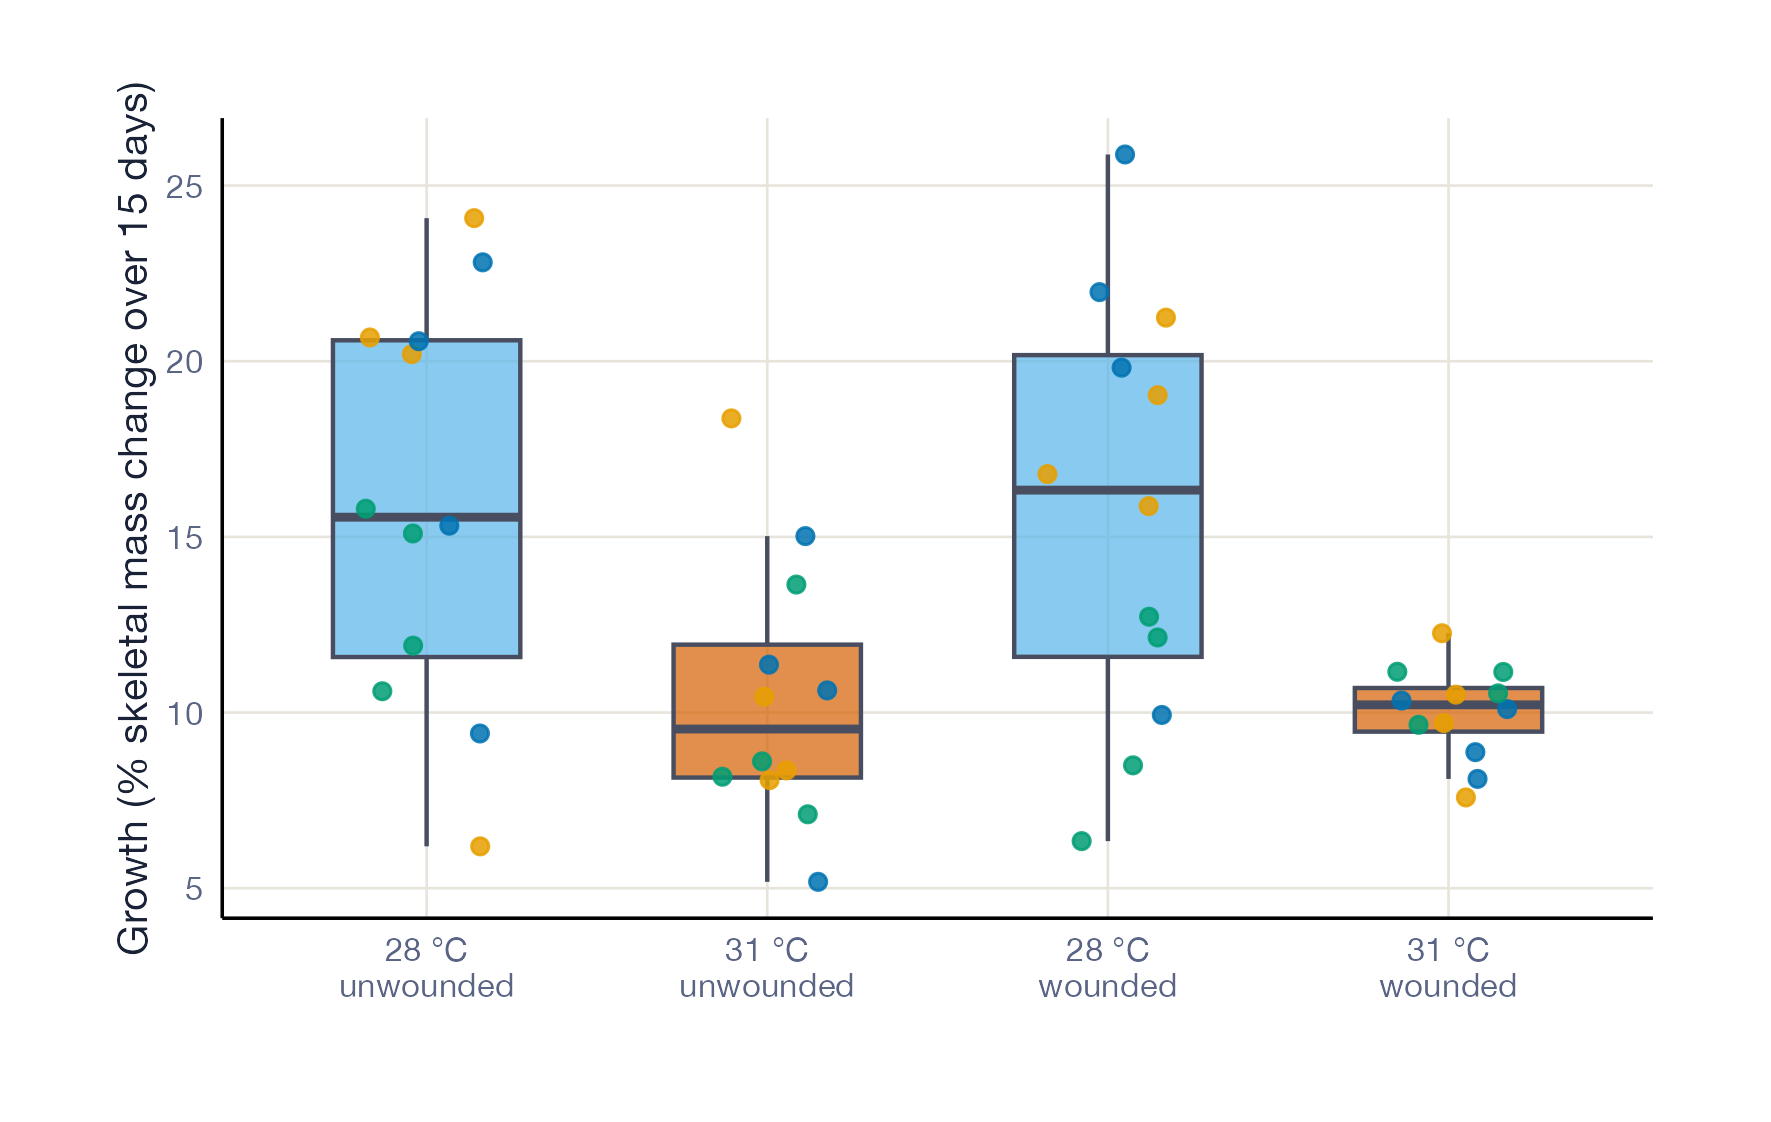 Growth (% skeletal mass change over 15 days)
25
20
15
10
5
28 °C
unwounded
31 °C
unwounded
28 °C
wounded
31 °C
wounded